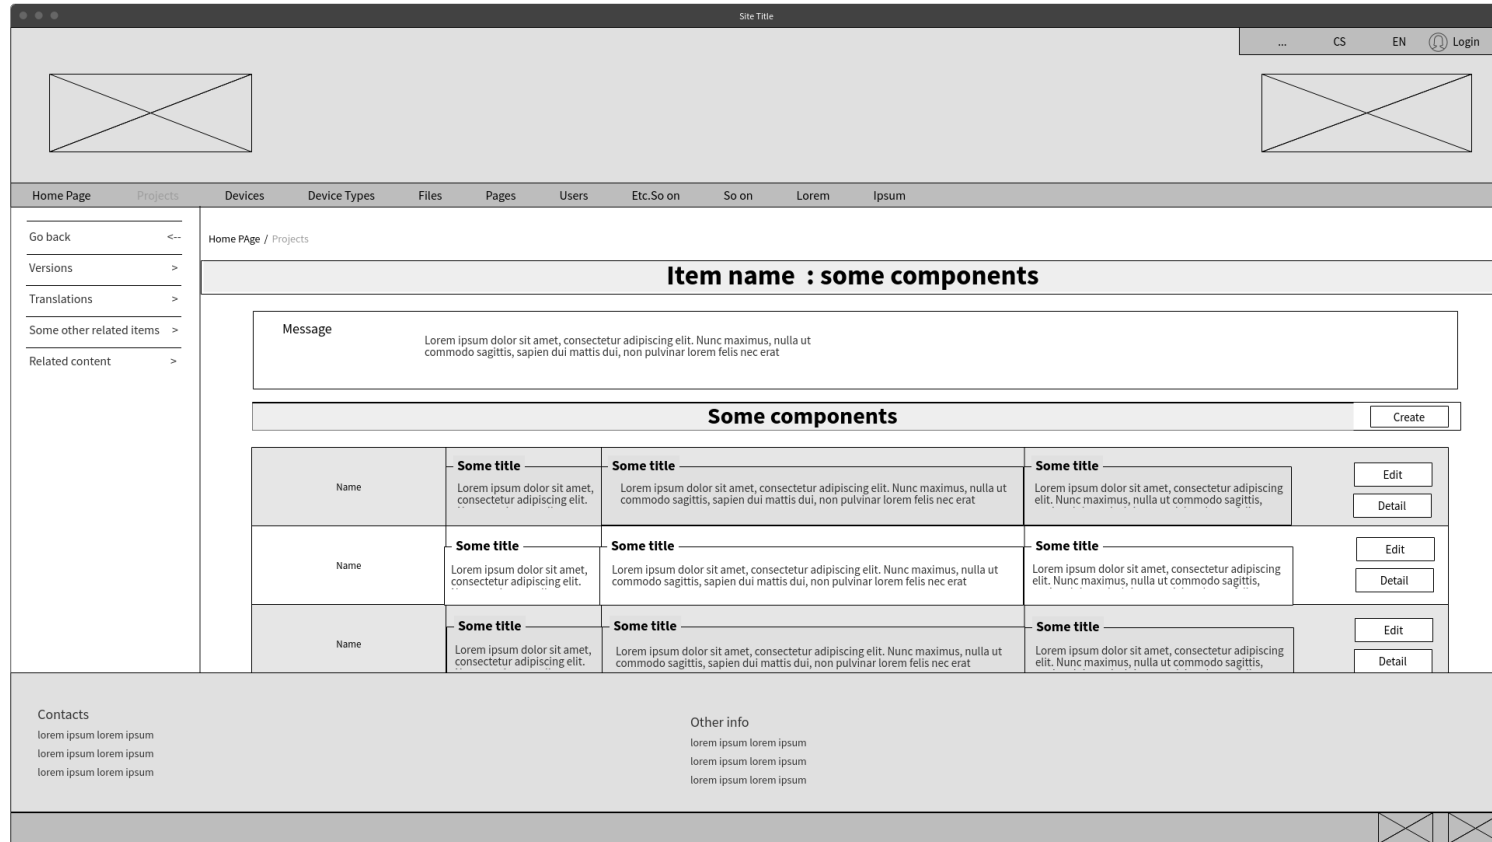 Site Title
... CS EN Login
Home Page Projects Devices Device Types Files Pages Users Etc.So on So on Lorem Ipsum
Go back <--
Versions >
Translations >
Some other related items >
Related content >
Home PAge / Projects
Item name : some components
Message
Lorem ipsum dolor sit amet, consectetur adipiscing elit. Nunc maximus, nulla ut
commodo sagittis, sapien dui mattis dui, non pulvinar lorem felis nec erat
Some components
Create
Name
Some title
Lorem ipsum dolor sit amet,
consectetur adipiscing elit.
Some title
Lorem ipsum dolor sit amet, consectetur adipiscing elit. Nunc maximus, nulla ut
commodo sagittis, sapien dui mattis dui, non pulvinar lorem felis nec erat
Some title
Lorem ipsum dolor sit amet, consectetur adipiscing
elit. Nunc maximus, nulla ut commodo sagittis,
Edit
Detail
Name
Some title
Lorem ipsum dolor sit amet,
consectetur adipiscing elit.
Some title
Lorem ipsum dolor sit amet, consectetur adipiscing elit. Nunc maximus, nulla ut
commodo sagittis, sapien dui mattis dui, non pulvinar lorem felis nec erat
Some title
Lorem ipsum dolor sit amet, consectetur adipiscing
elit. Nunc maximus, nulla ut commodo sagittis,
Edit
Detail
Name
Some title
Lorem ipsum dolor sit amet,
consectetur adipiscing elit.
Some title
Lorem ipsum dolor sit amet, consectetur adipiscing elit. Nunc maximus, nulla ut
commodo sagittis, sapien dui mattis dui, non pulvinar lorem felis nec erat
Some title
Lorem ipsum dolor sit amet, consectetur adipiscing
elit. Nunc maximus, nulla ut commodo sagittis,
Edit
Detail
Contacts
lorem ipsum lorem ipsum
lorem ipsum lorem ipsum
lorem ipsum lorem ipsum
Other info
lorem ipsum lorem ipsum
lorem ipsum lorem ipsum
lorem ipsum lorem ipsum